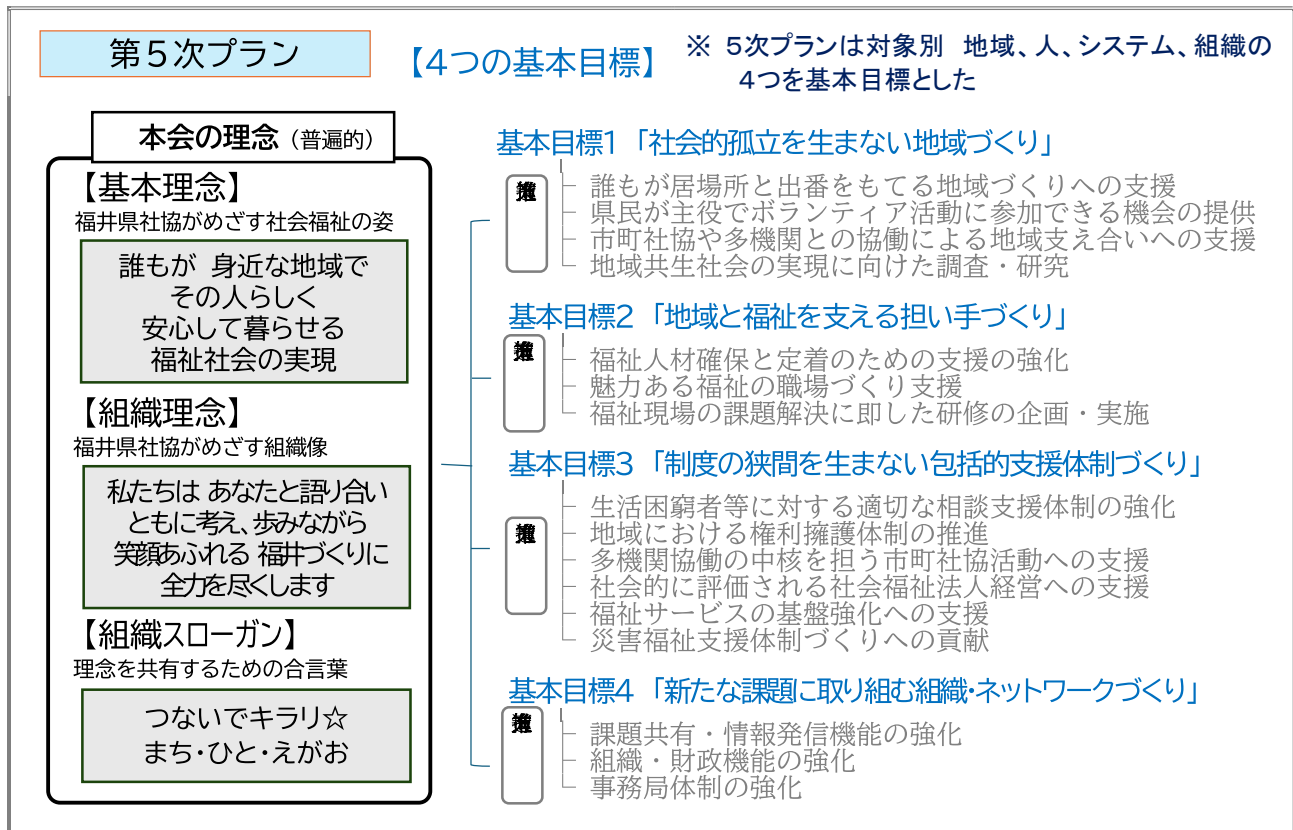 第５次プラン
【4つの基本目標】
※ 5次プランは対象別 地域、人、システム、組織の
4つを基本目標とした
本会の理念（普遍的）
【基本理念】
福井県社協がめざす社会福祉の姿
誰もが 身近な地域で
その人らしく
安心して暮らせる
福祉社会の実現
【組織理念】
福井県社協がめざす組織像
私たちは あなたと語り合い
ともに考え、歩みながら
笑顔あふれる 福井づくりに
全力を尽くします
【組織スローガン】
理念を共有するための合言葉
つないでキラリ☆
まち・ひと・えがお
基本目標1 「社会的孤立を生まない地域づくり」
誰もが居場所と出番をもてる地域づくりへの支援
県民が主役でボランティア活動に参加できる機会の提供
市町社協や多機関との協働による地域支え合いへの支援
地域共生社会の実現に向けた調査・研究
基本目標2 「地域と福祉を支える担い手づくり」
福祉人材確保と定着のための支援の強化
魅力ある福祉の職場づくり支援
福祉現場の課題解決に即した研修の企画・実施
基本目標3 「制度の狭間を生まない包括的支援体制づくり」
生活困窮者等に対する適切な相談支援体制の強化
地域における権利擁護体制の推進
多機関協働の中核を担う市町社協活動への支援
社会的に評価される社会福祉法人経営への支援
福祉サービスの基盤強化への支援
災害福祉支援体制づくりへの貢献
基本目標4 「新たな課題に取り組む組織・ネットワークづくり」
課題共有・情報発信機能の強化
組織・財政機能の強化
事務局体制の強化